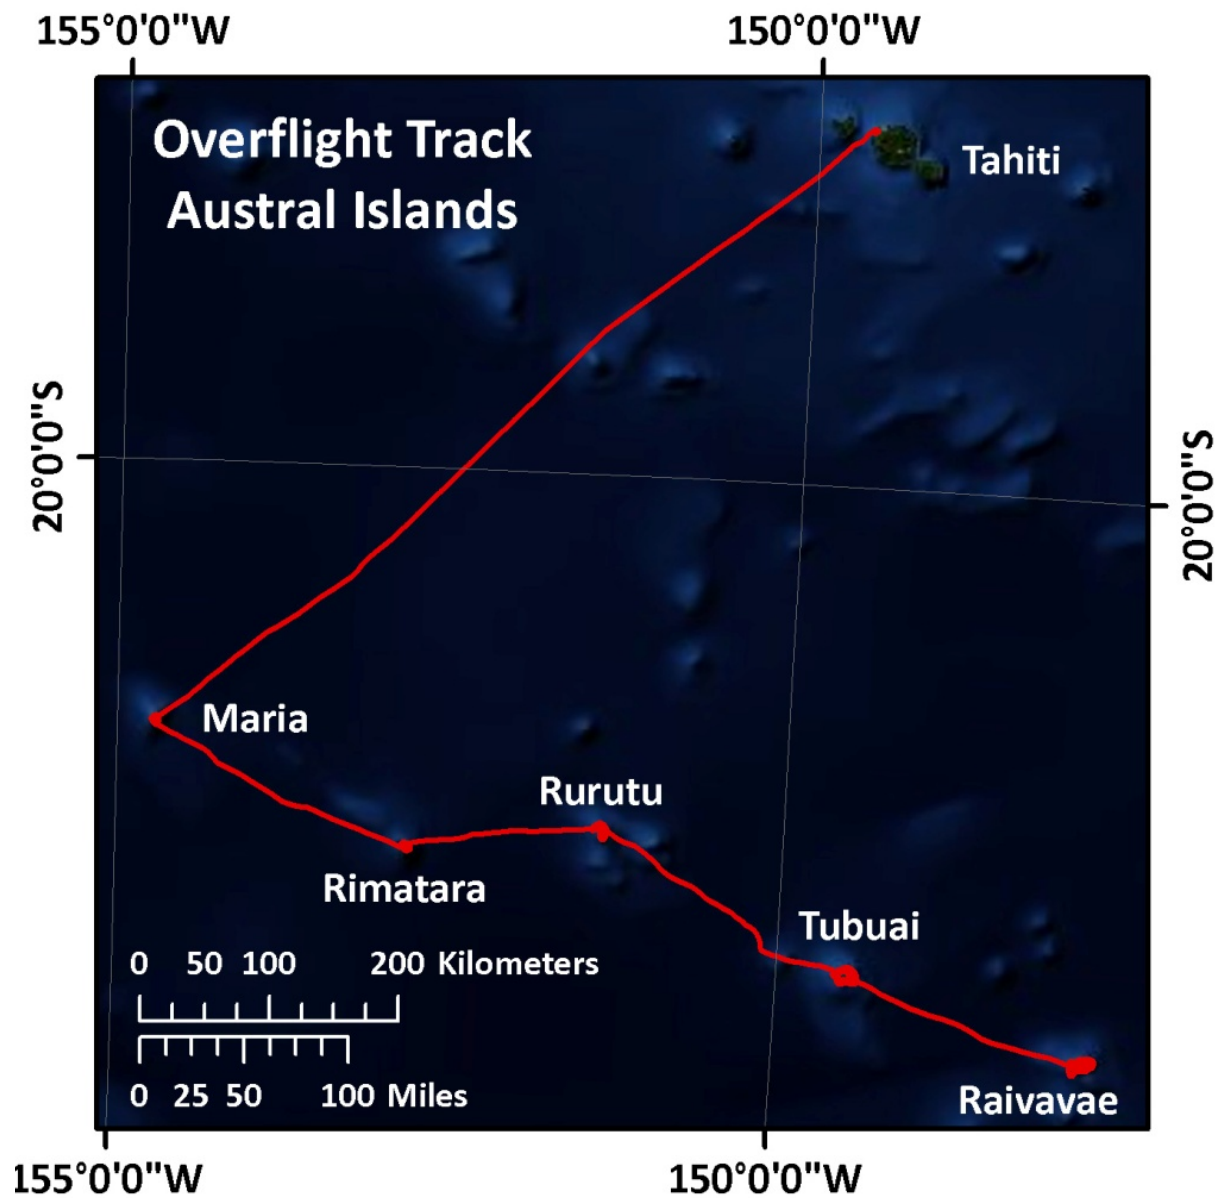 155°0'0"W 150°0'0"W
Overflight Track
Austral Islands
Tahiti
20°0'0"S
20°0'0"S
Maria
Rurutu
Rimatara
Tubuai
0 50 100 200 Kilometers
0 25 50 100 Miles
Raivavae
155°0'0"W 150°0'0"W